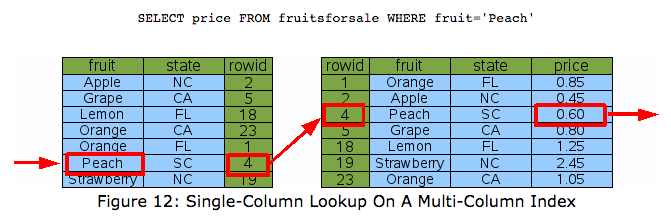 SELECT price FROM fruitsforsale WHERE fruit='Peach'
fruit state rowid rowid fruit state price
Apple NC 2 1 Orange FL 0.85
Grape CA 5 2 Apple NC 0.45
Lemon FL 18 4 Peach SC 0.60
Orange CA 23 5 Grape CA 0.80
Orange FL 1 18 Lemon FL 1.25
Peach SC 4 19 Strawberry NC 2.45
Strawberry NC 19 23 Orange CA 1.05
Figure 12: Single-Column Lookup On A Multi-Column Index